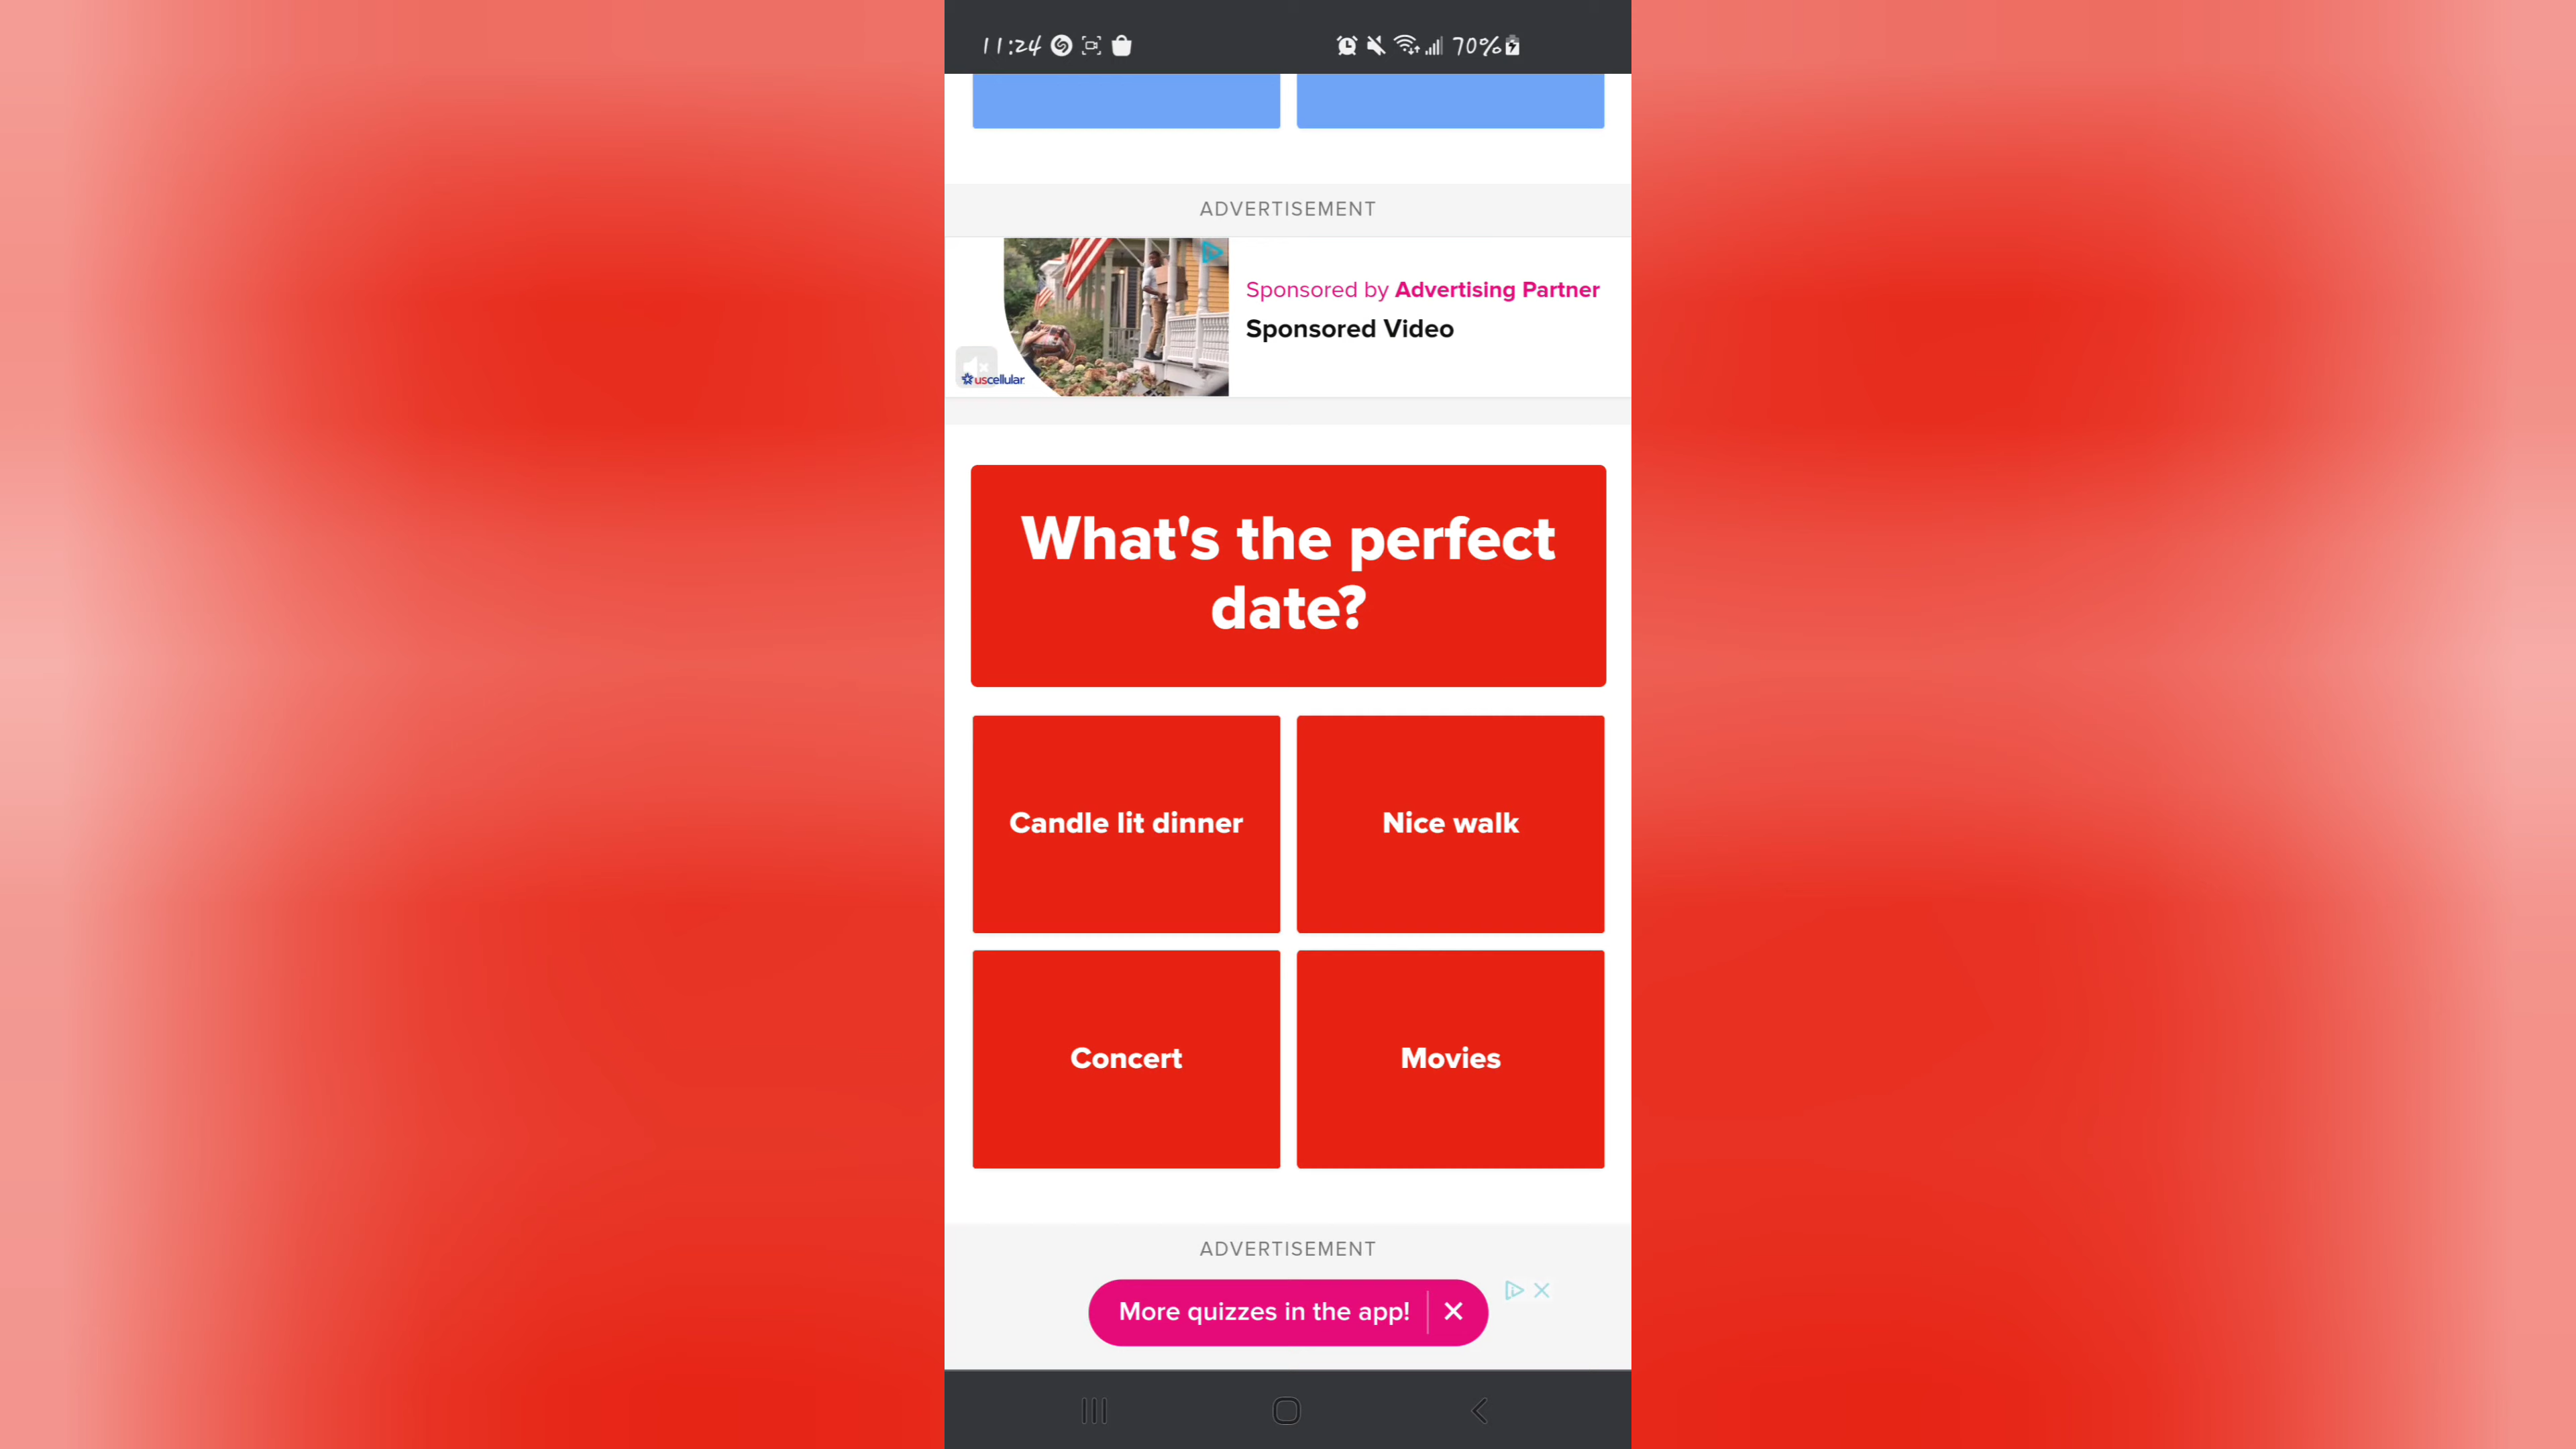 11:24 70%
ADVERTISEMENT
Sponsored by Advertising Partner
Sponsored Video
uscellular
What's the perfect
date?
Candle lit dinner
Nice walk
Concert
Movies
ADVERTISEMENT
More quizzes in the app!